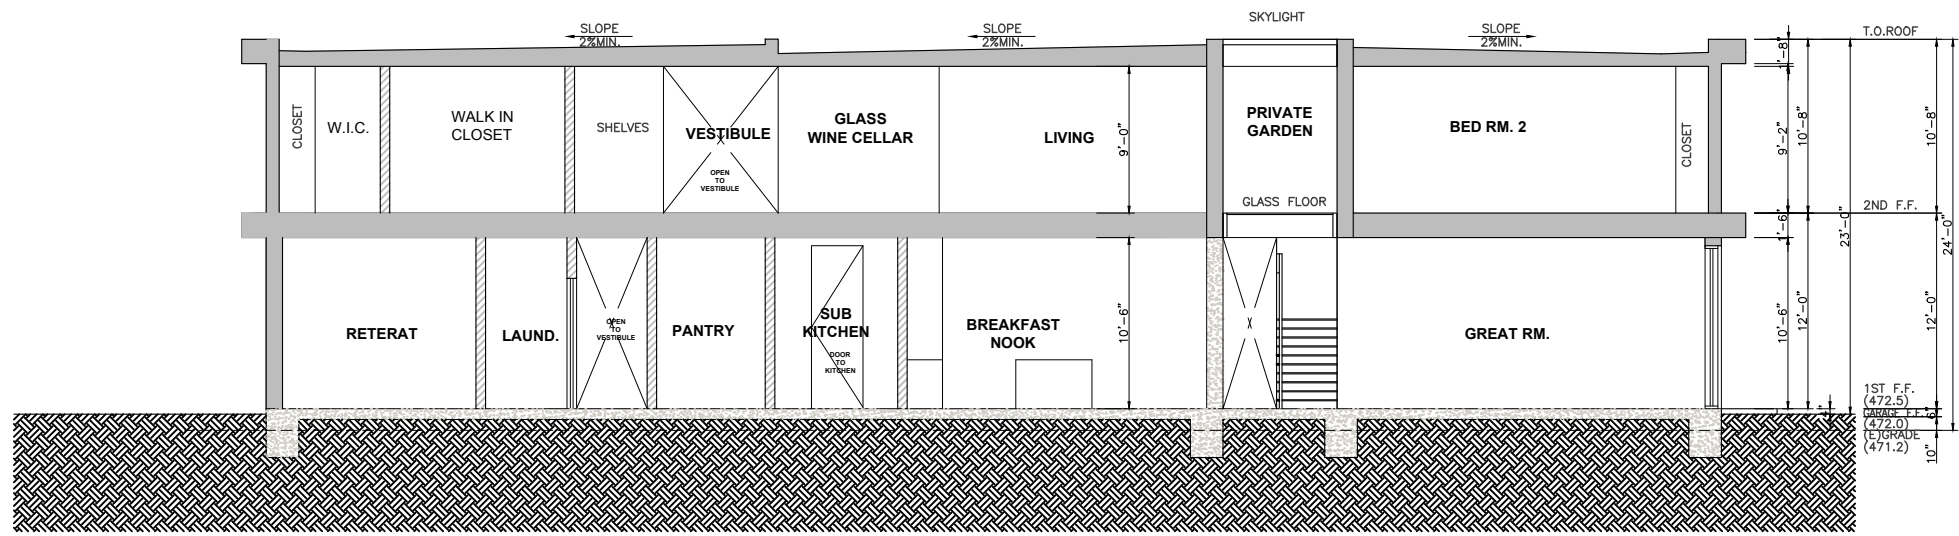 SKYLIGHT
SLOPE
2%MIN.
SLOPE
2%MIN.
SLOPE
2%MIN.
T.O.ROOF
1'-8"
CLOSET
W.I.C.
WALK IN
CLOSET
SHELVES
VESTIBULE
OPEN
TO
VESTIBULE
GLASS
WINE CELLAR
LIVING
9'-0"
PRIVATE
GARDEN
GLASS FLOOR
BED RM. 2
CLOSET
9'-2"
10'-8"
10'-8"
2ND F.F.
1'-6"
23'-0"
24'-0"
RETERAT
LAUND.
OPEN
TO
VESTIBULE
PANTRY
SUB
KITCHEN
DOOR
TO
KITCHEN
BREAKFAST
NOOK
10'-6"
GREAT RM.
10'-6"
12'-0"
12'-0"
1ST F.F.
(472.5)
GARAGE F.F.
(472.0)
6"
(E)GRADE
(471.2)
10"